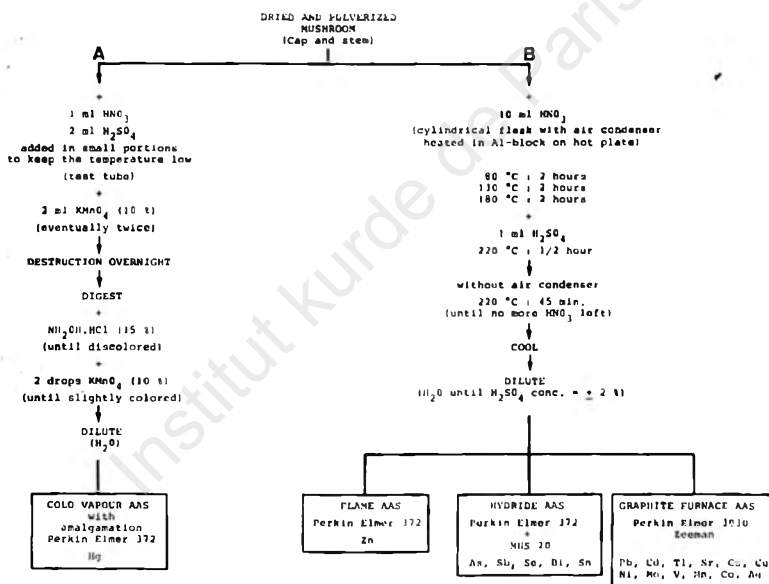 DRIED AND PULVERIZED
MUSHROOM
(Cap and stem)
A
+
1 ml HNO3
2 ml H2SO4
added in small portions
to keep the temperature low
(test tube)
+
2 ml KMnO4 (10 %)
(eventually twice)
DESTRUCTION OVERNIGHT
DIGEST
+
NH2OH.HCl (15 %)
(until discolored)
+
2 drops KMnO4 (10 %)
(until slightly colored)
DILUTE
(H2O)
COLD VAPOUR AAS
with
amalgamation
Perkin Elmer 372
Hg
B
+
10 ml HNO3
(cylindrical flask with air condenser
heated in Al-block on hot plate)
80 °C : 2 hours
130 °C : 2 hours
180 °C : 2 hours
+
1 ml H2SO4
220 °C : 1/2 hour
without air condenser
220 °C : 45 min.
(until no more HNO3 left)
COOL
DILUTE
(H2O until H2SO4 conc. = ± 2 %)
FLAME AAS
Perkin Elmer 372
Zn
HYDRIDE AAS
Perkin Elmer 372
+
MHS 20
As, Sb, Se, Bi, Sn
GRAPHITE FURNACE AAS
Perkin Elmer 3030
Zeeman
Pb, Cd, Tl, Sr, Cs, Cu
Ni, Mo, V, Mn, Co, Ag
Institut kurde de Paris